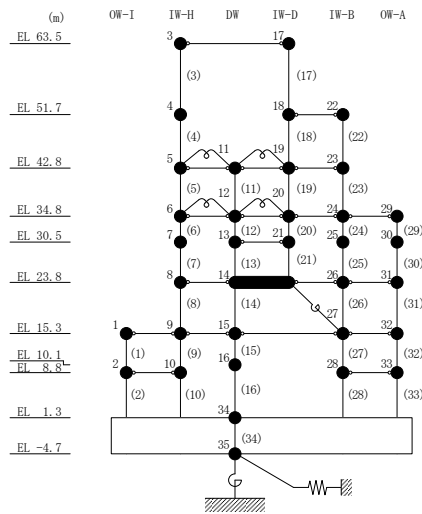 (m) OW-I IW-H DW IW-D IW-B OW-A
EL 63.5 3 17
(3) (17)
EL 51.7 4 18 22
(4) (18) (22)
EL 42.8 5 11 19 23
(5) (11) (19) (23)
EL 34.8 6 12 20 24 29
(6) (12) (20) (24) (29)
EL 30.5 7 13 21 25 30
(7) (13) (21) (25) (30)
EL 23.8 8 14 26 31
(8) (14) (26) (31)
EL 15.3 1 9 15 27 32
(1) (9) (15) (27) (32)
EL 10.1 16
EL 8.8 2 10 28 33
(2) (10) (16) (28) (33)
EL 1.3 34
(34)
EL -4.7 35